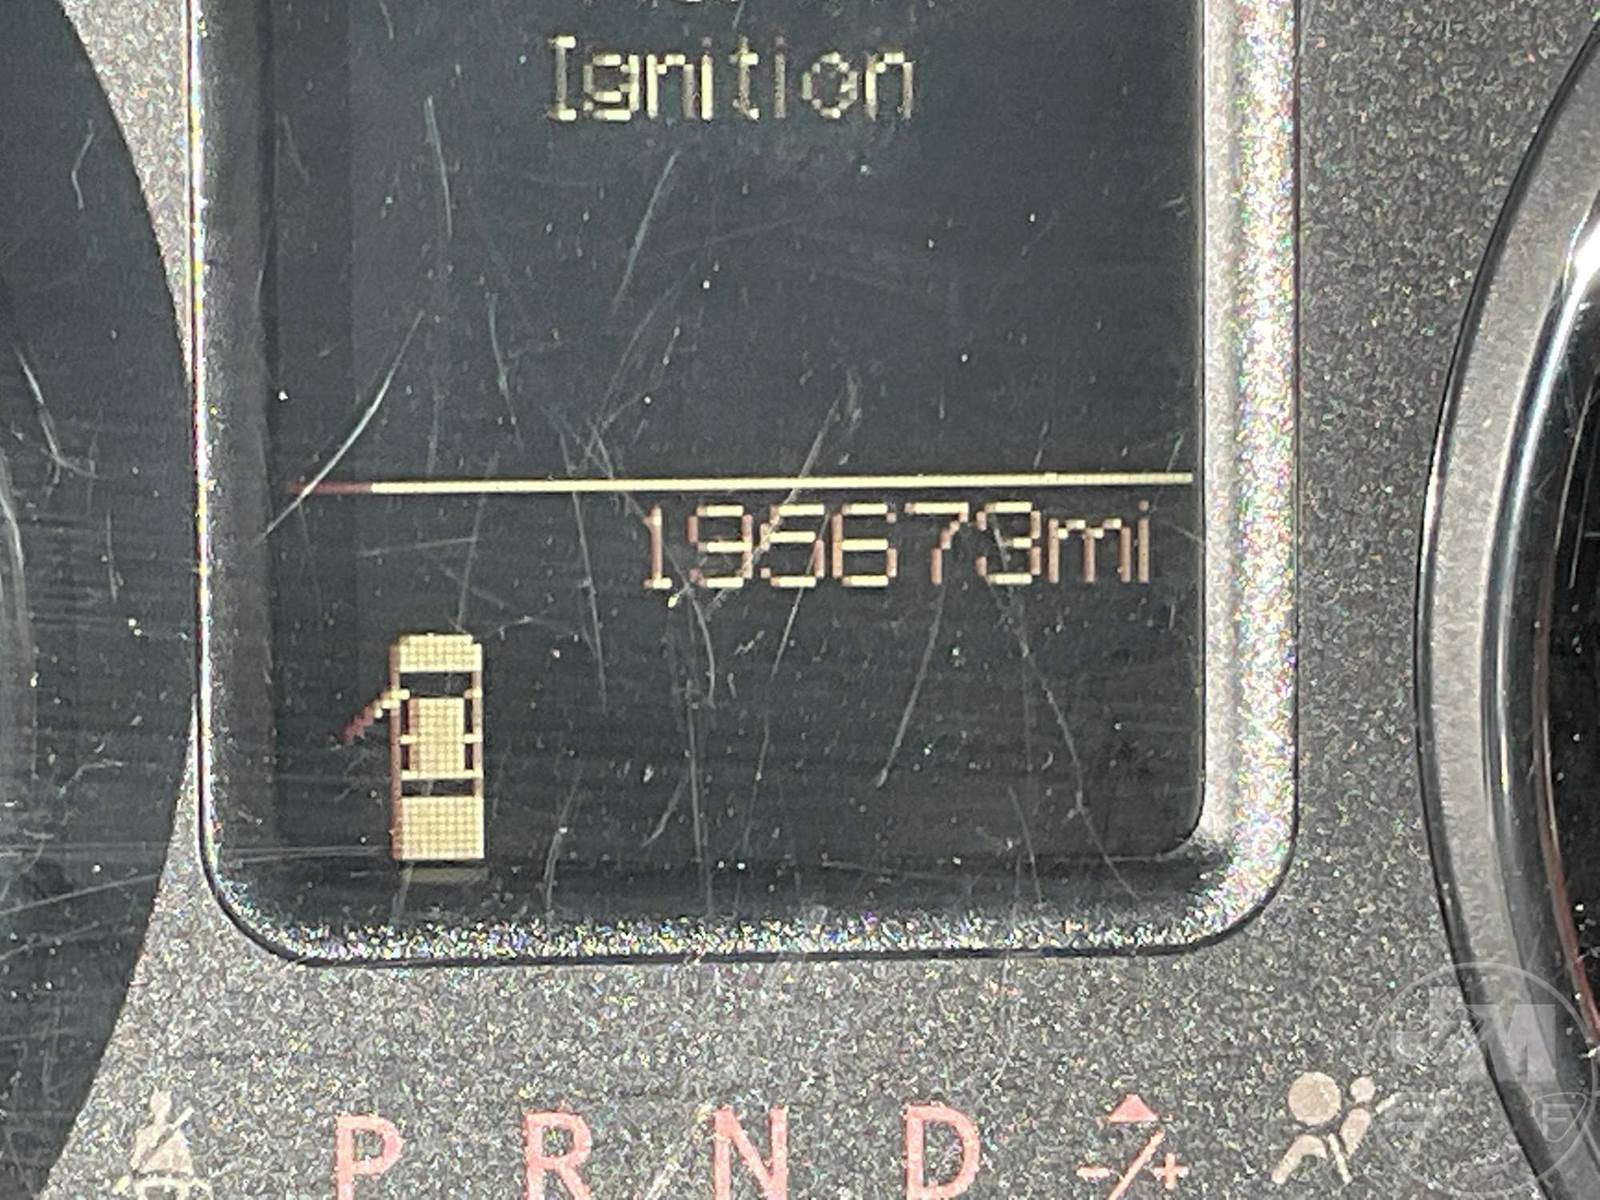 Ignition
195673mi
P R N D -/+
M
F